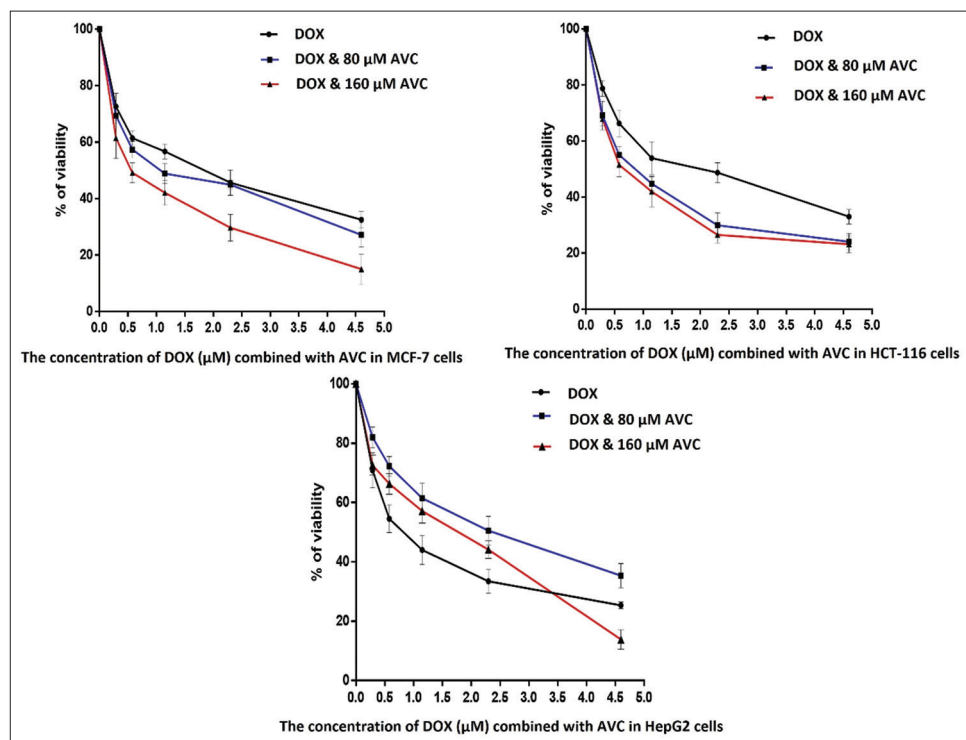 DOX
DOX & 80 μM AVC
DOX & 160 μM AVC
% of viability
100
80
60
40
20
0
0.0 0.5 1.0 1.5 2.0 2.5 3.0 3.5 4.0 4.5 5.0
The concentration of DOX (μM) combined with AVC in MCF-7 cells
DOX
DOX & 80 μM AVC
DOX & 160 μM AVC
% of viability
100
80
60
40
20
0
0.0 0.5 1.0 1.5 2.0 2.5 3.0 3.5 4.0 4.5 5.0
The concentration of DOX (μM) combined with AVC in HCT-116 cells
DOX
DOX & 80 μM AVC
DOX & 160 μM AVC
% of viability
100
80
60
40
20
0
0.0 0.5 1.0 1.5 2.0 2.5 3.0 3.5 4.0 4.5 5.0
The concentration of DOX (μM) combined with AVC in HepG2 cells